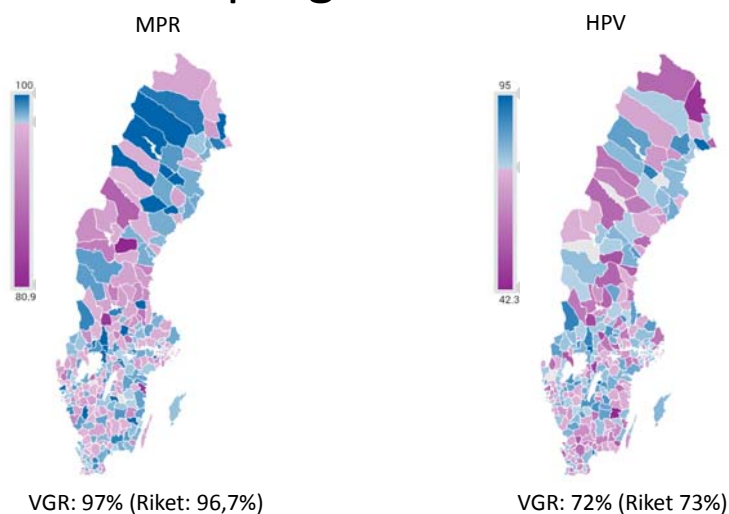 MPR
HPV
100
80.9
95
42.3
VGR: 97% (Riket: 96,7%)
VGR: 72% (Riket 73%)